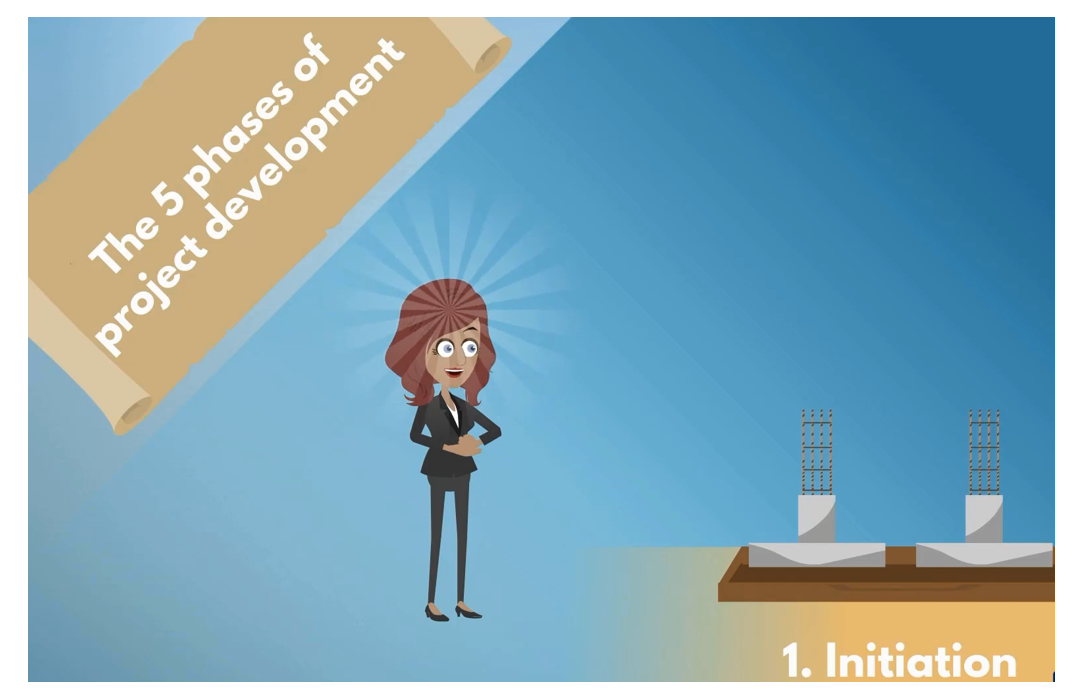 The 5 phases of
project development
1. Initiation